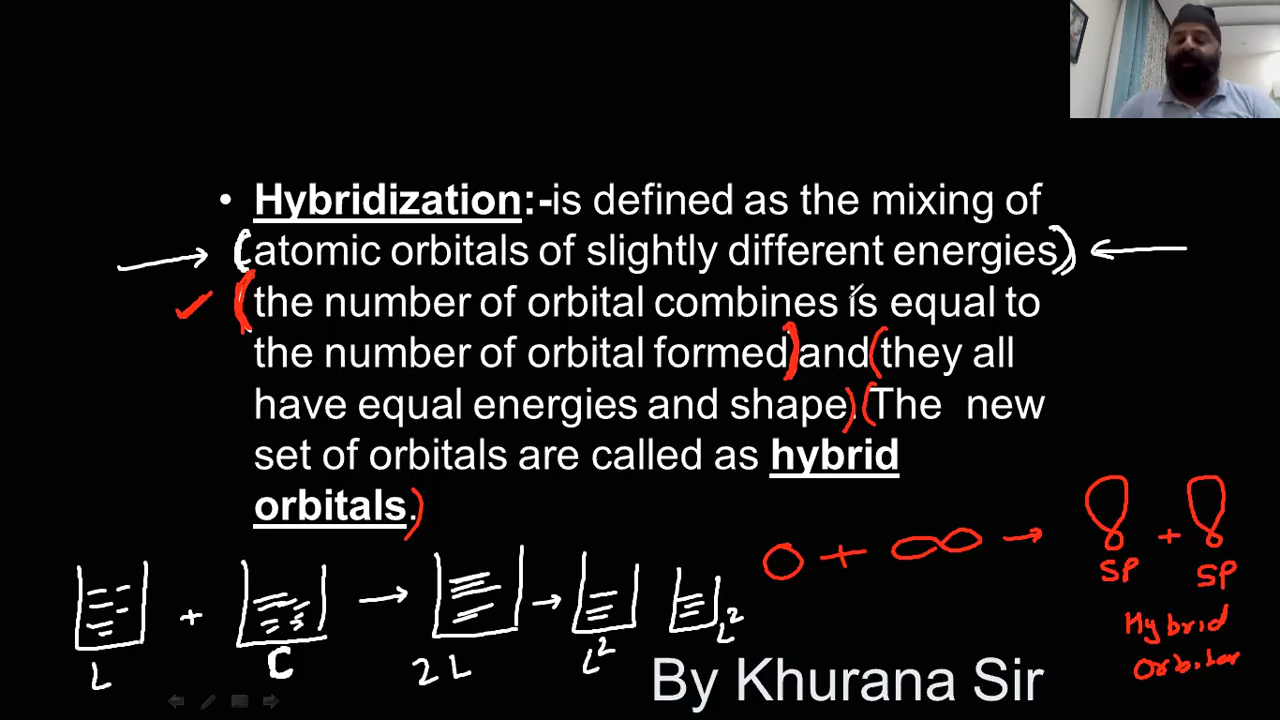 • Hybridization:-is defined as the mixing of
(atomic orbitals of slightly different energies)
(the number of orbital combines is equal to
the number of orbital formed) and (they all
have equal energies and shape). (The new
set of orbitals are called as hybrid
orbitals.)
+ → + 
SP SP
Hybrid
+ → →
L C 2L L² L²
By Khurana Sir